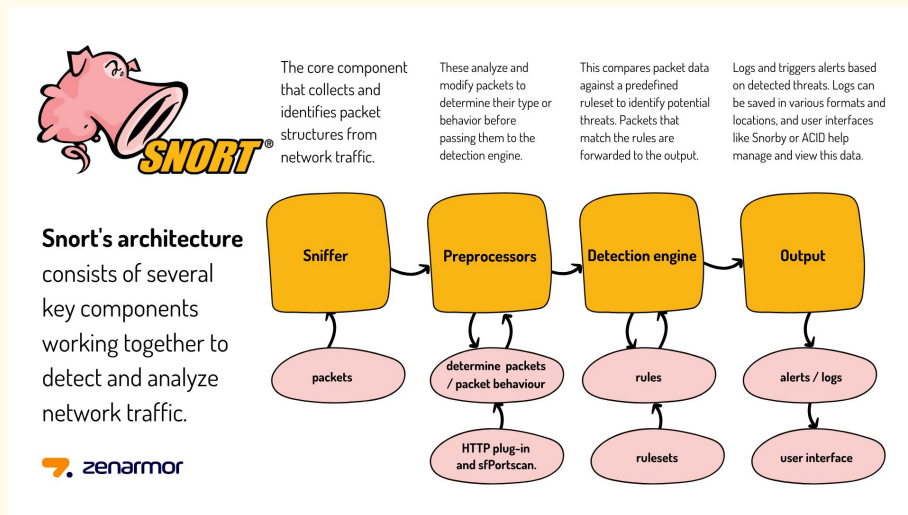 SNORT®
Snort's architecture
consists of several
key components
working together to
detect and analyze
network traffic.
zenarmor
The core component
that collects and
identifies packet
structures from
network traffic.
These analyze and
modify packets to
determine their type or
behavior before
passing them to the
detection engine.
This compares packet data
against a predefined
ruleset to identify potential
threats. Packets that
match the rules are
forwarded to the output.
Logs and triggers alerts based
on detected threats. Logs can
be saved in various formats and
locations, and user interfaces
like Snorby or ACID help
manage and view this data.
Sniffer
Preprocessors
Detection engine
Output
packets
determine packets
/ packet behaviour
rules
alerts / logs
HTTP plug-in
and sfPortscan.
rulesets
user interface